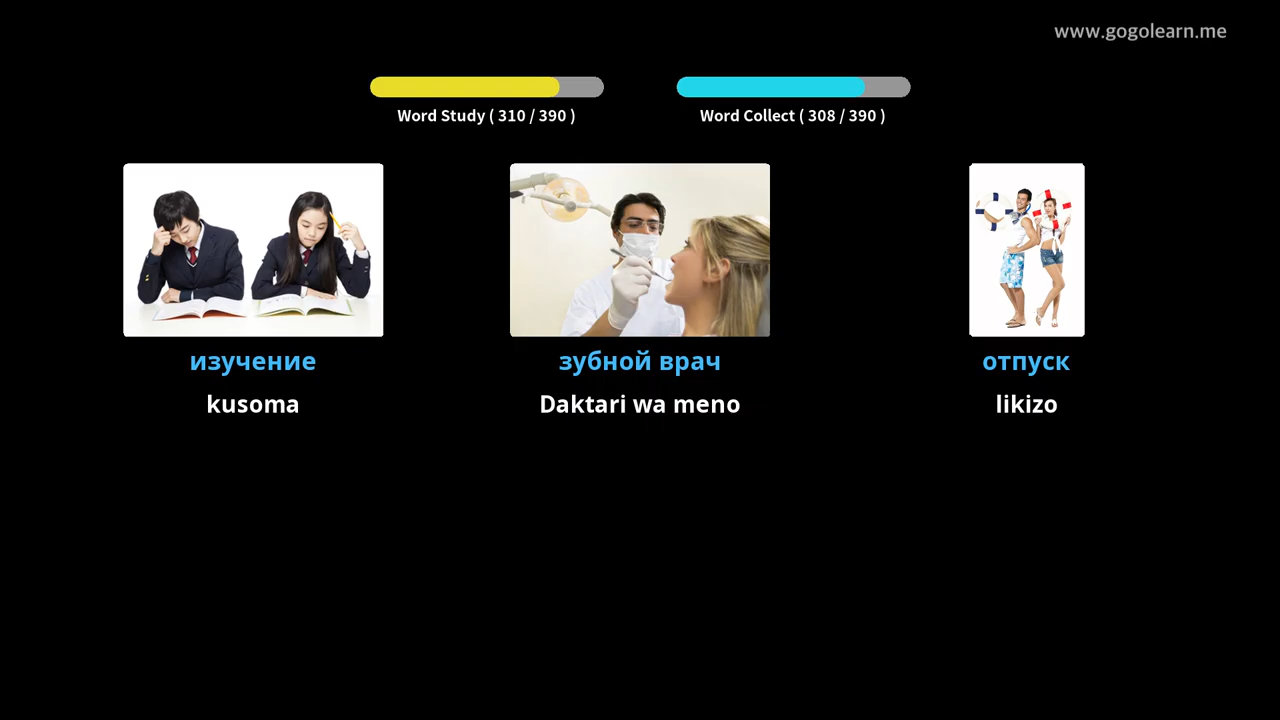 www.gogolearn.me
Word Study ( 310 / 390 )
Word Collect ( 308 / 390 )
изучение
kusoma
зубной врач
Daktari wa meno
отпуск
likizo